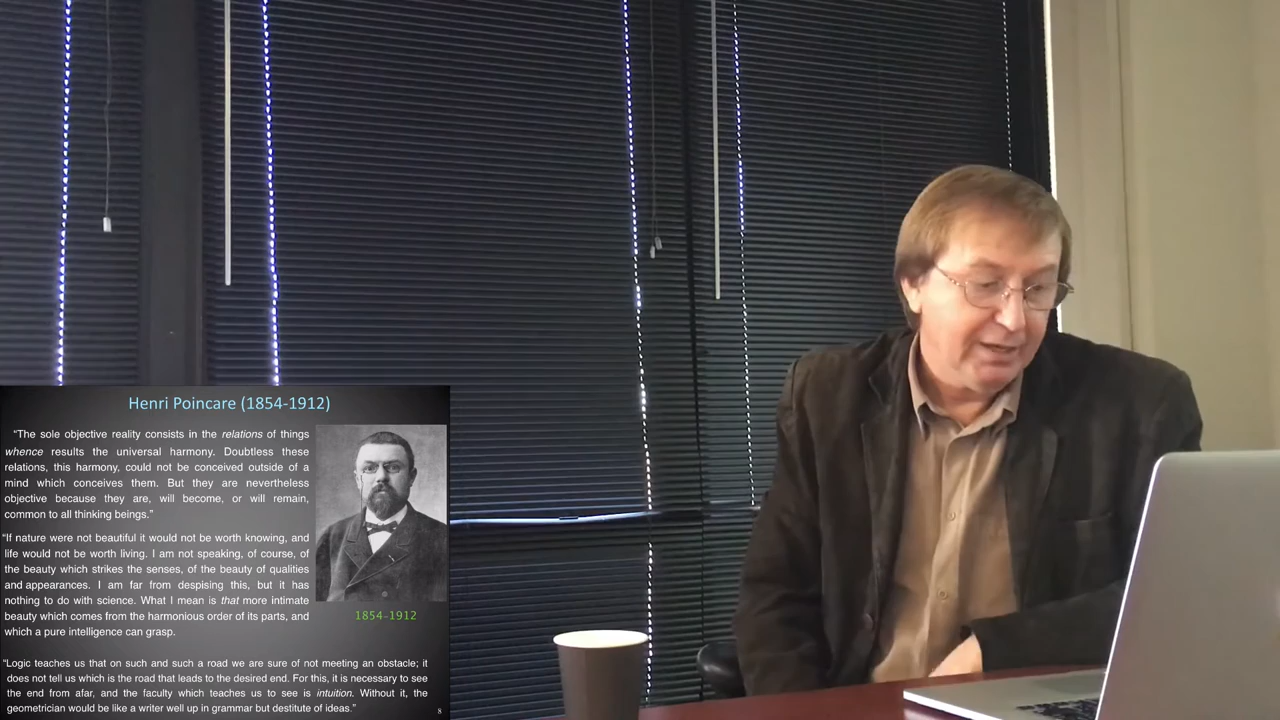 Henri Poincare (1854-1912)
“The sole objective reality consists in the relations of things
whence results the universal harmony. Doubtless these
relations, this harmony, could not be conceived outside of a
mind which conceives them. But they are nevertheless
objective because they are, will become, or will remain,
common to all thinking beings.”
“If nature were not beautiful it would not be worth knowing, and
life would not be worth living. I am not speaking, of course, of
the beauty which strikes the senses, of the beauty of qualities
and appearances. I am far from despising this, but it has
nothing to do with science. What I mean is that more intimate
beauty which comes from the harmonious order of its parts, and
which a pure intelligence can grasp.
1854-1912
“Logic teaches us that on such and such a road we are sure of not meeting an obstacle; it
does not tell us which is the road that leads to the desired end. For this, it is necessary to see
the end from afar, and the faculty which teaches us to see is intuition. Without it, the
geometrician would be like a writer well up in grammar but destitute of ideas.”
8